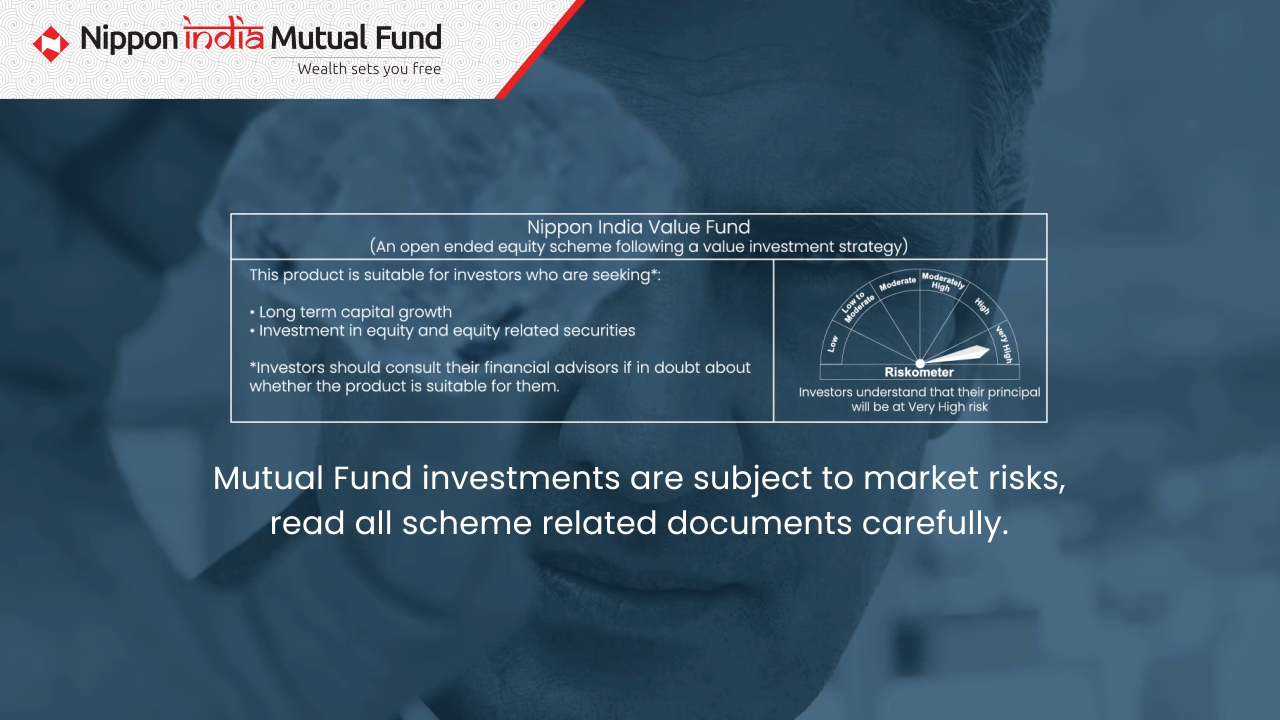 Nippon india Mutual Fund
Wealth sets you free
Nippon India Value Fund
(An open ended equity scheme following a value investment strategy)
This product is suitable for investors who are seeking*:
• Long term capital growth
• Investment in equity and equity related securities
*Investors should consult their financial advisors if in doubt about
whether the product is suitable for them.
Low
Low to
Moderate
Moderate
Moderately
High
High
very High
Riskometer
Investors understand that their principal
will be at Very High risk
Mutual Fund investments are subject to market risks,
read all scheme related documents carefully.